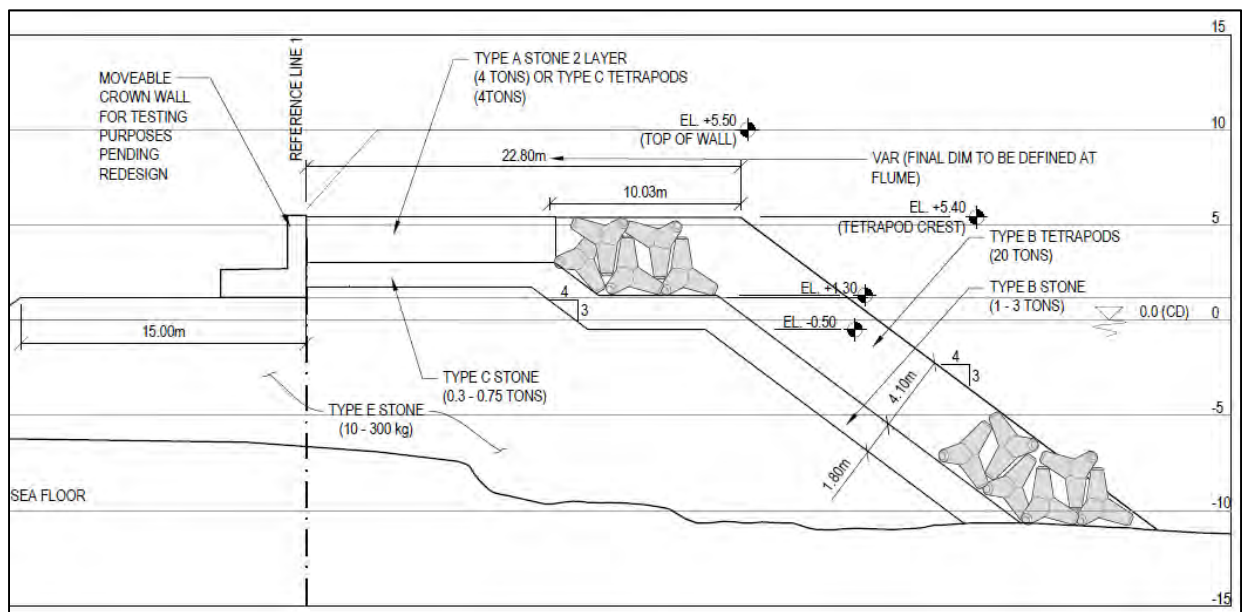 15
10
5
0
-5
-10
-15
REFERENCE LINE 1
MOVEABLE
CROWN WALL
FOR TESTING
PURPOSES
PENDING
REDESIGN
TYPE A STONE 2 LAYER
(4 TONS) OR TYPE C TETRAPODS
(4TONS)
EL. +5.50
(TOP OF WALL)
22.80m
VAR (FINAL DIM TO BE DEFINED AT
FLUME)
10.03m
EL. +5.40
(TETRAPOD CREST)
TYPE B TETRAPODS
(20 TONS)
TYPE B STONE
(1 - 3 TONS)
EL. +1.30
EL. -0.50
0.0 (CD)
4
3
15.00m
TYPE C STONE
(0.3 - 0.75 TONS)
TYPE E STONE
(10 - 300 kg)
4
3
4.10m
1.80m
SEA FLOOR